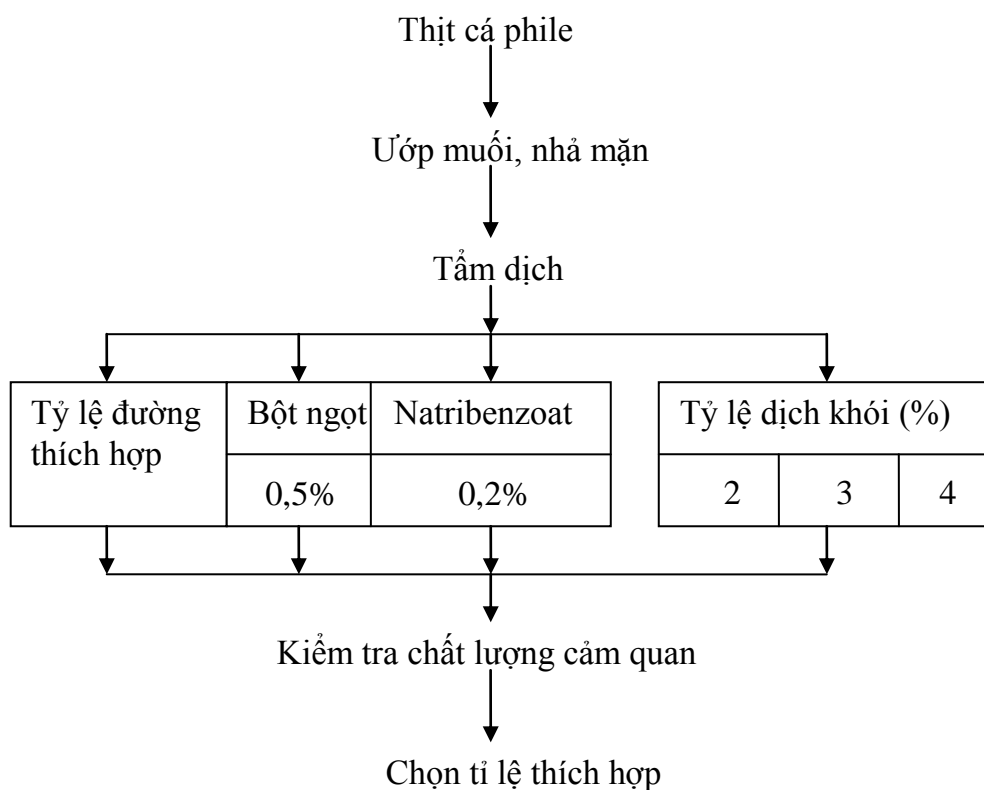 Thịt cá phile
Ướp muối, nhả mặn
Tẩm dịch
Tỷ lệ đường
thích hợp
Bột ngọt
0,5%
Natribenzoat
0,2%
Tỷ lệ dịch khói (%)
2 3 4
Kiểm tra chất lượng cảm quan
Chọn tỉ lệ thích hợp